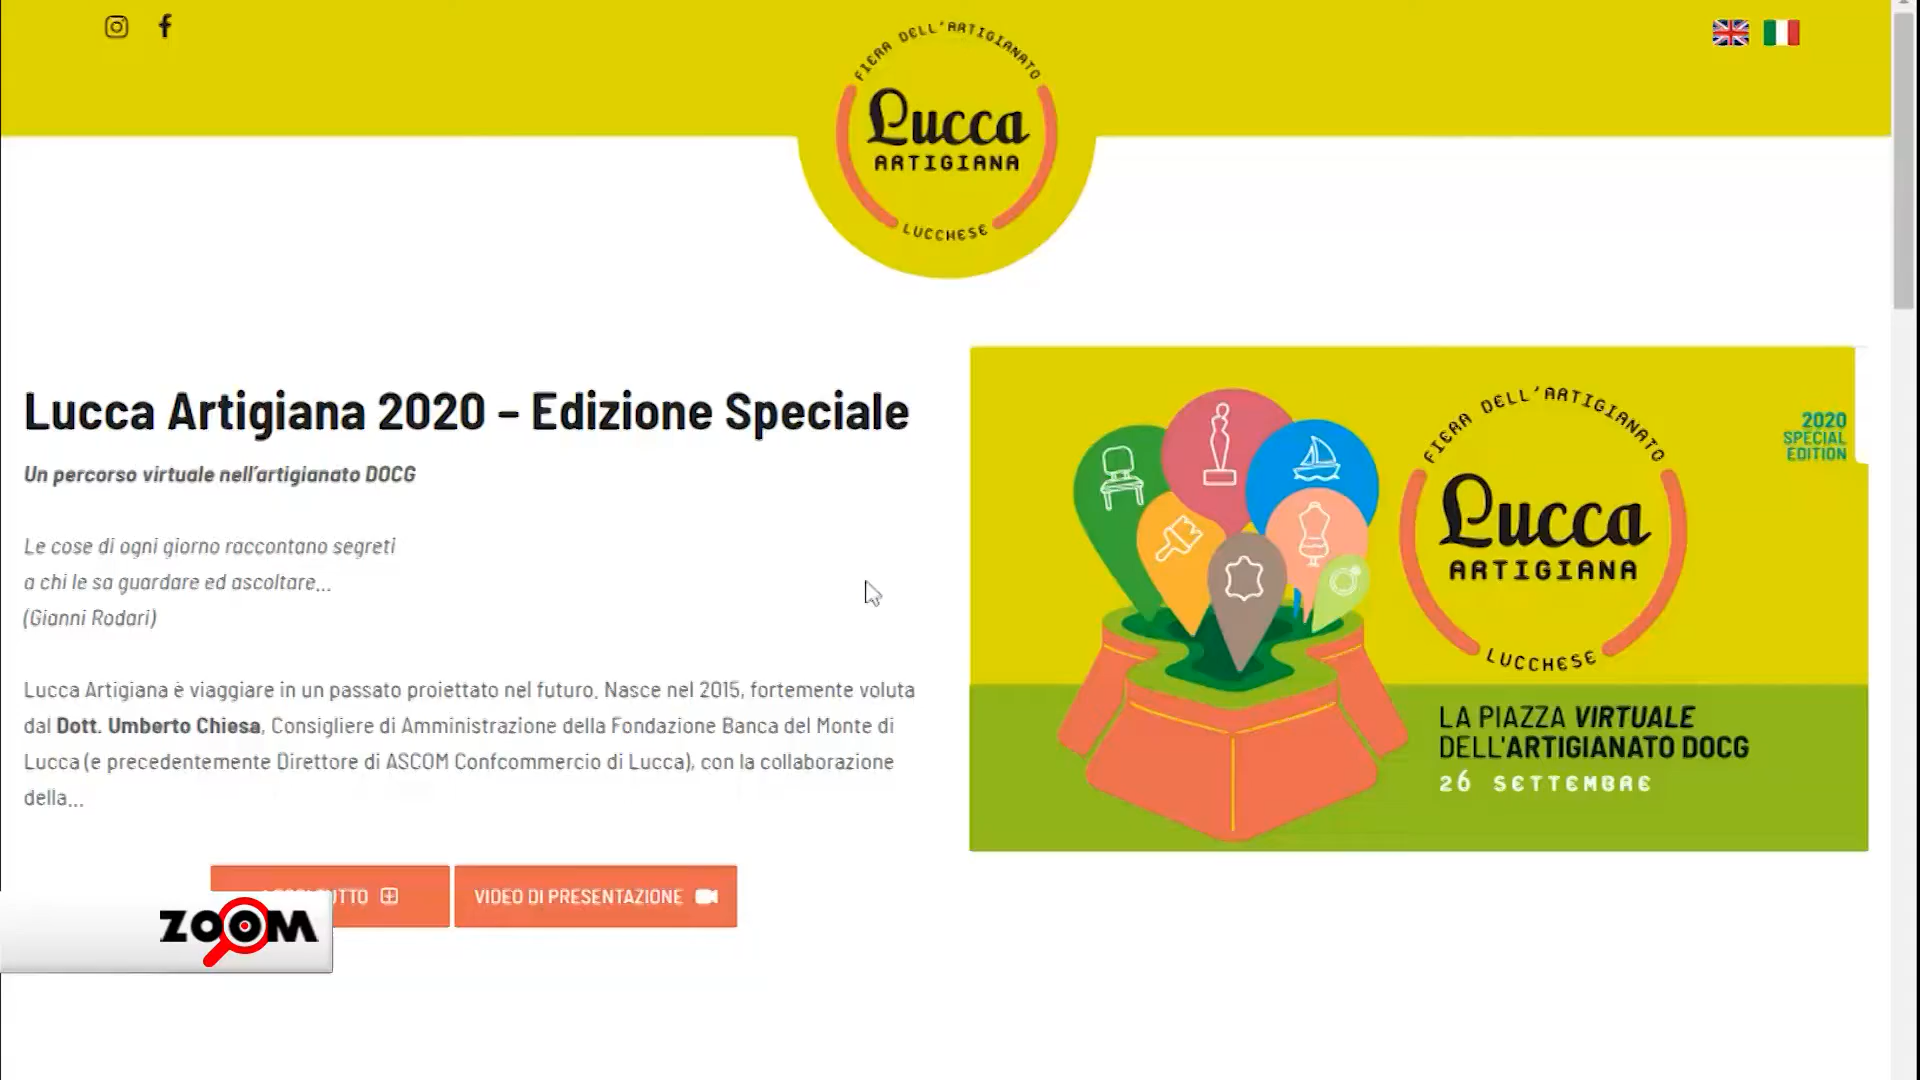 FIERA DELL'ARTIGIANATO
Lucca
ARTIGIANA
LUCCHESE
Lucca Artigiana 2020 – Edizione Speciale
Un percorso virtuale nell'artigianato DOCG
Le cose di ogni giorno raccontano segreti
a chi le sa guardare ed ascoltare...
(Gianni Rodari)
Lucca Artigiana è viaggiare in un passato proiettato nel futuro. Nasce nel 2015, fortemente voluta
dal Dott. Umberto Chiesa, Consigliere di Amministrazione della Fondazione Banca del Monte di
Lucca (e precedentemente Direttore di ASCOM Confcommercio di Lucca), con la collaborazione
della...
VIDEO DI PRESENTAZIONE
ZOOM
FIERA DELL'ARTIGIANATO
Lucca
ARTIGIANA
LUCCHESE
2020
SPECIAL
EDITION
LA PIAZZA VIRTUALE
DELL'ARTIGIANATO DOCG
26 SETTEMBRE